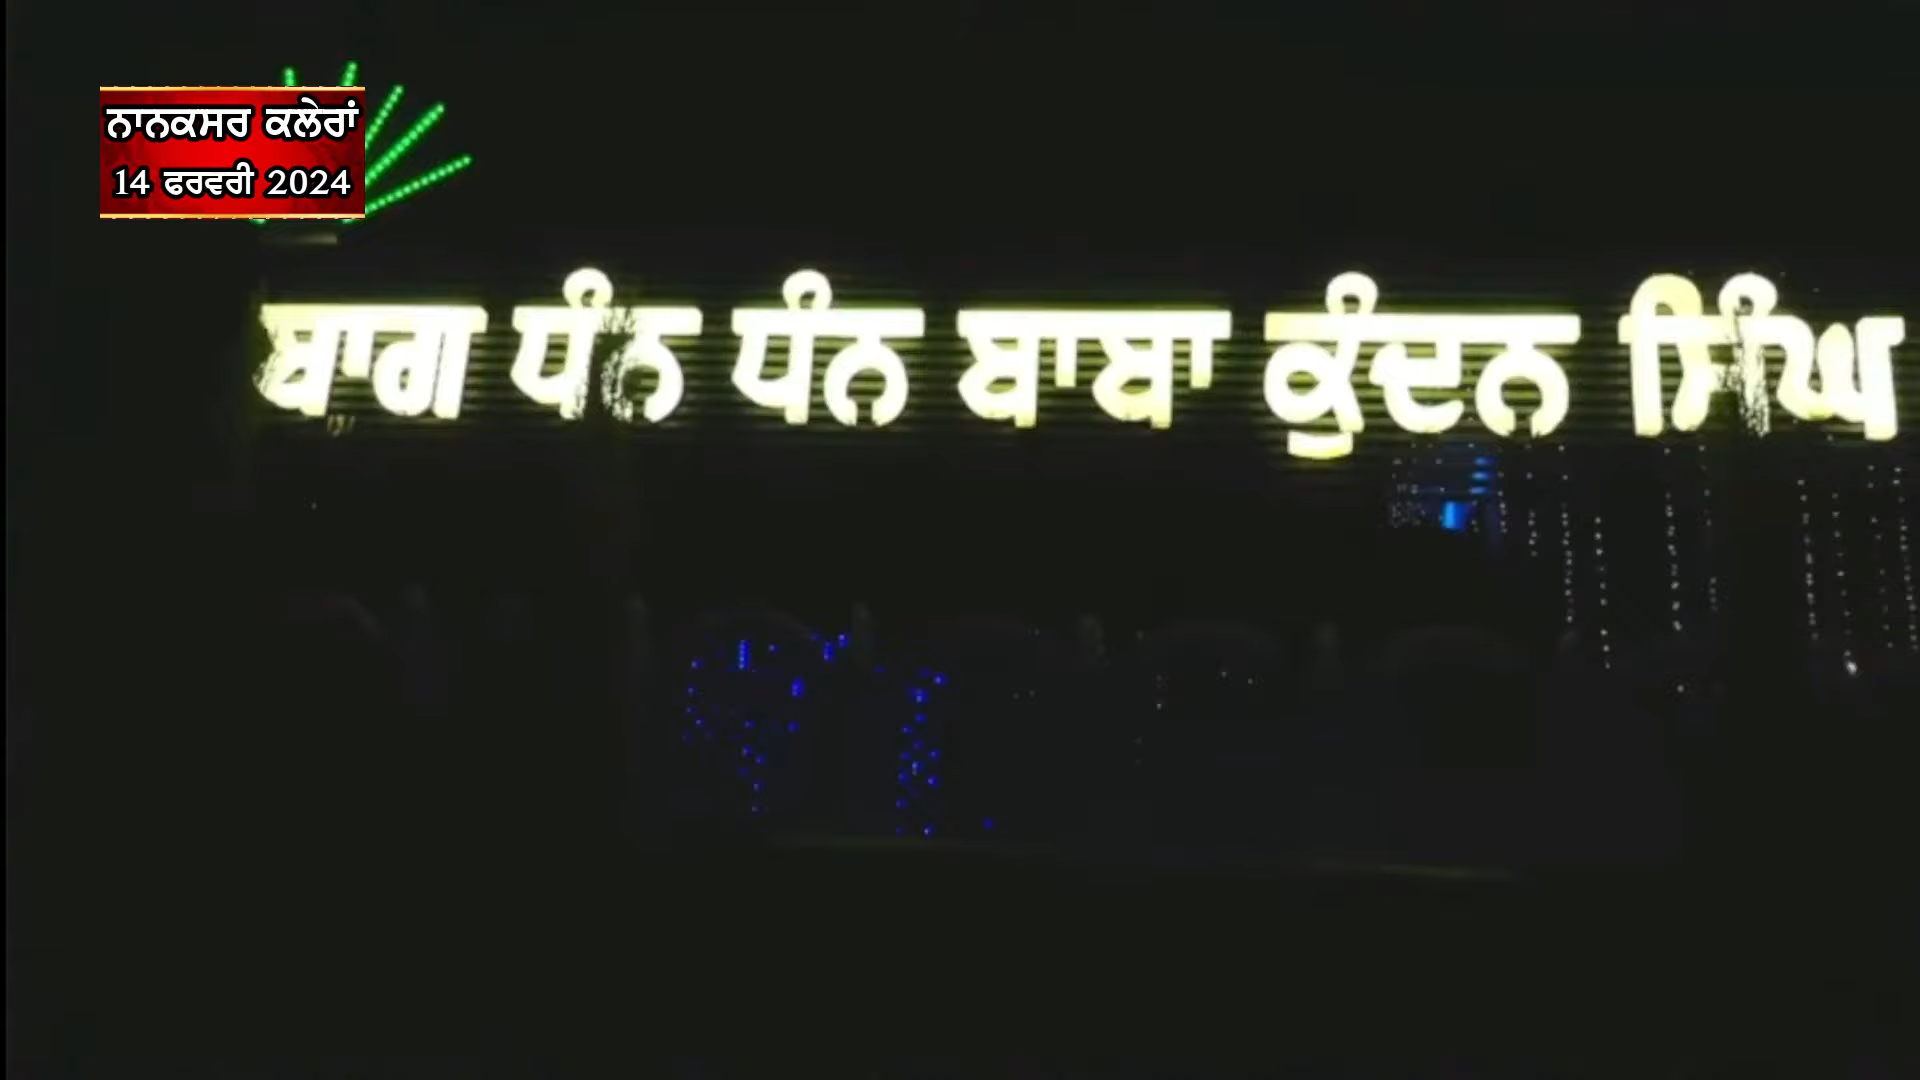 ਨਾਨਕਸਰ ਕਲੇਰਾਂ
14 ਫਰਵਰੀ 2024
ਬਾਗ ਧੰਨ ਧੰਨ ਬਾਬਾ ਕੁੰਦਨ ਸਿੰਘ